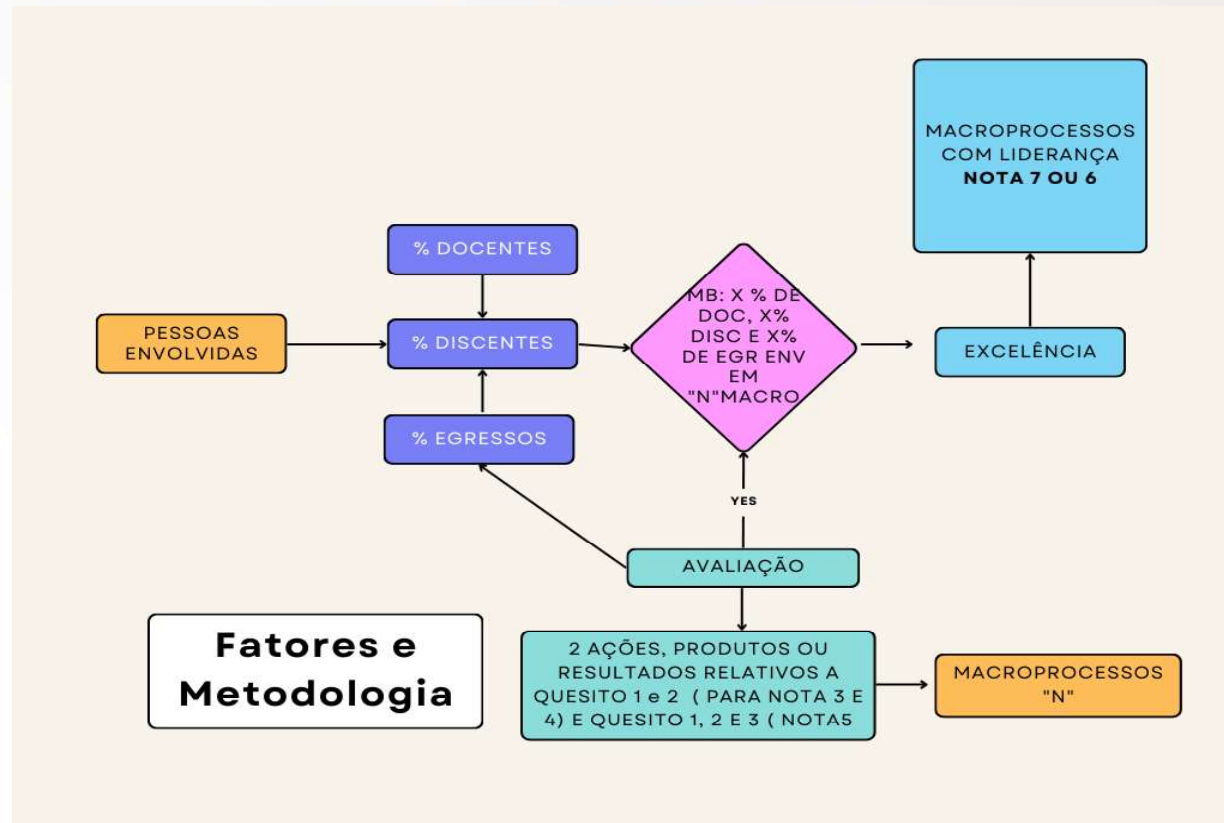 MACROPROCESSOS
COM LIDERANÇA
NOTA 7 OU 6
% DOCENTES
PESSOAS
ENVOLVIDAS
% DISCENTES
MB: X % DE
DOC, X%
DISC E X%
DE EGR ENV
EM
"N"MACRO
EXCELÊNCIA
% EGRESSOS
YES
AVALIAÇÃO
Fatores e
Metodologia
2 AÇÕES, PRODUTOS OU
RESULTADOS RELATIVOS A
QUESITO 1 e 2 ( PARA NOTA 3 E
4) E QUESITO 1, 2 E 3 ( NOTA5
MACROPROCESSOS
"N"